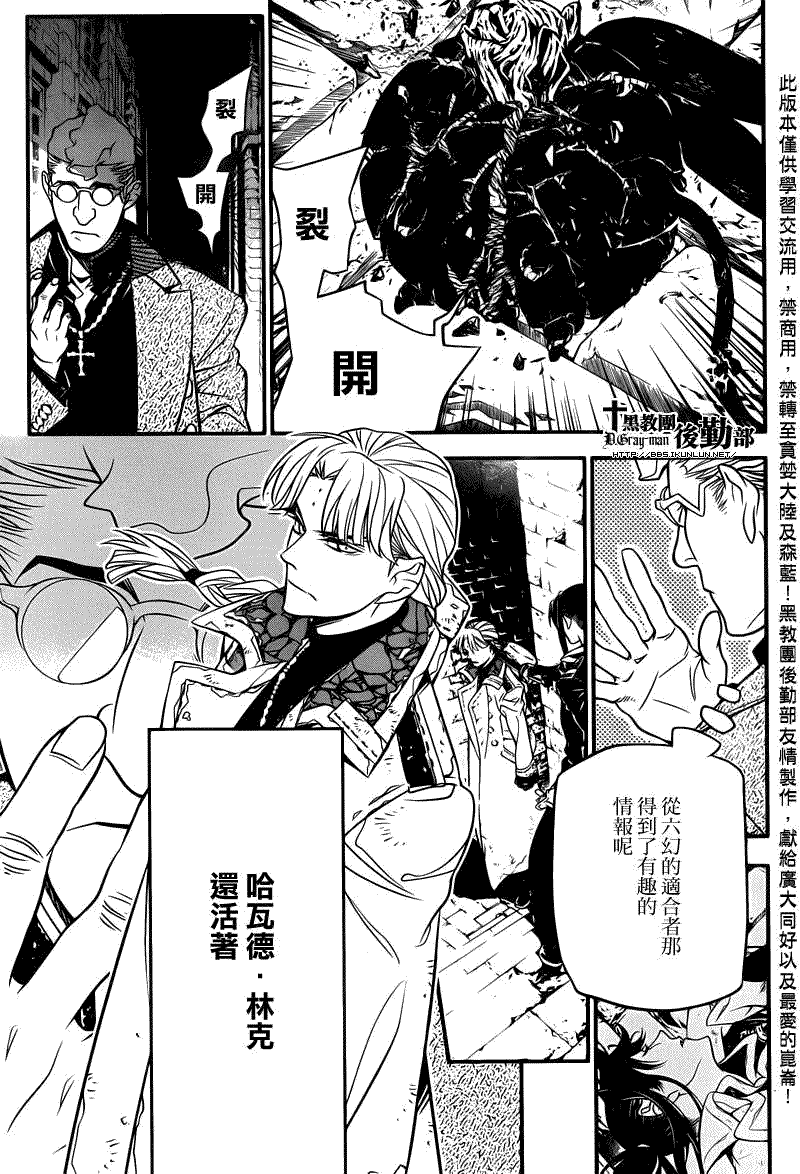 裂
開
裂
開
十黑教團
D.Gray-man 後勤部
HTTP://BBS.IKUNLUN.NET/
從六幻的適合者那
得到了有趣的
情報呢
哈瓦德·林克
還活著
此版本僅供學習交流用，禁商用，禁轉至貪婪大陸及森藍！黑教團後勤部友情製作，獻給廣大同好以及最愛的崑崙！